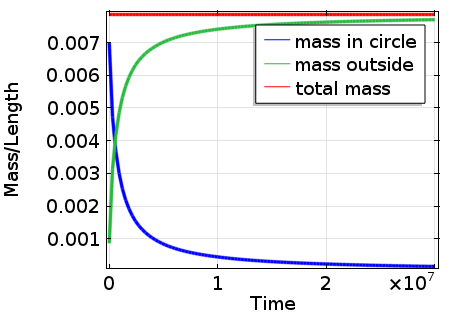 0.007
0.006
0.005
0.004
0.003
0.002
0.001
Mass/Length
mass in circle
mass outside
total mass
0 1 2 ×10⁷
Time